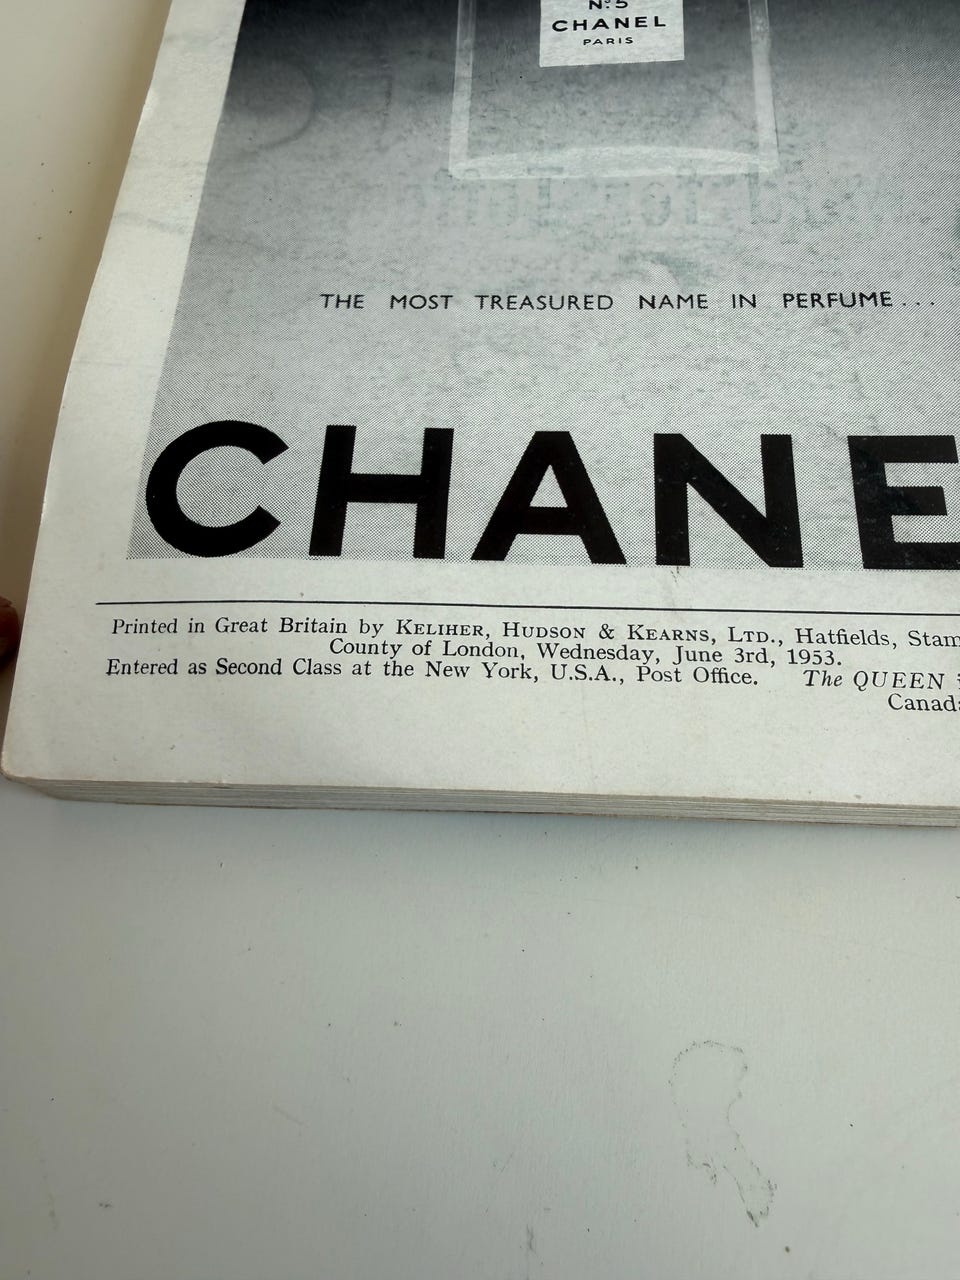 Nº5
CHANEL
PARIS
THE MOST TREASURED NAME IN PERFUME...
CHANE
Printed in Great Britain by KELIHER, HUDSON & KEARNS, LTD., Hatfields, Stam
County of London, Wednesday, June 3rd, 1953.
Entered as Second Class at the New York, U.S.A., Post Office. The QUEEN
Canada